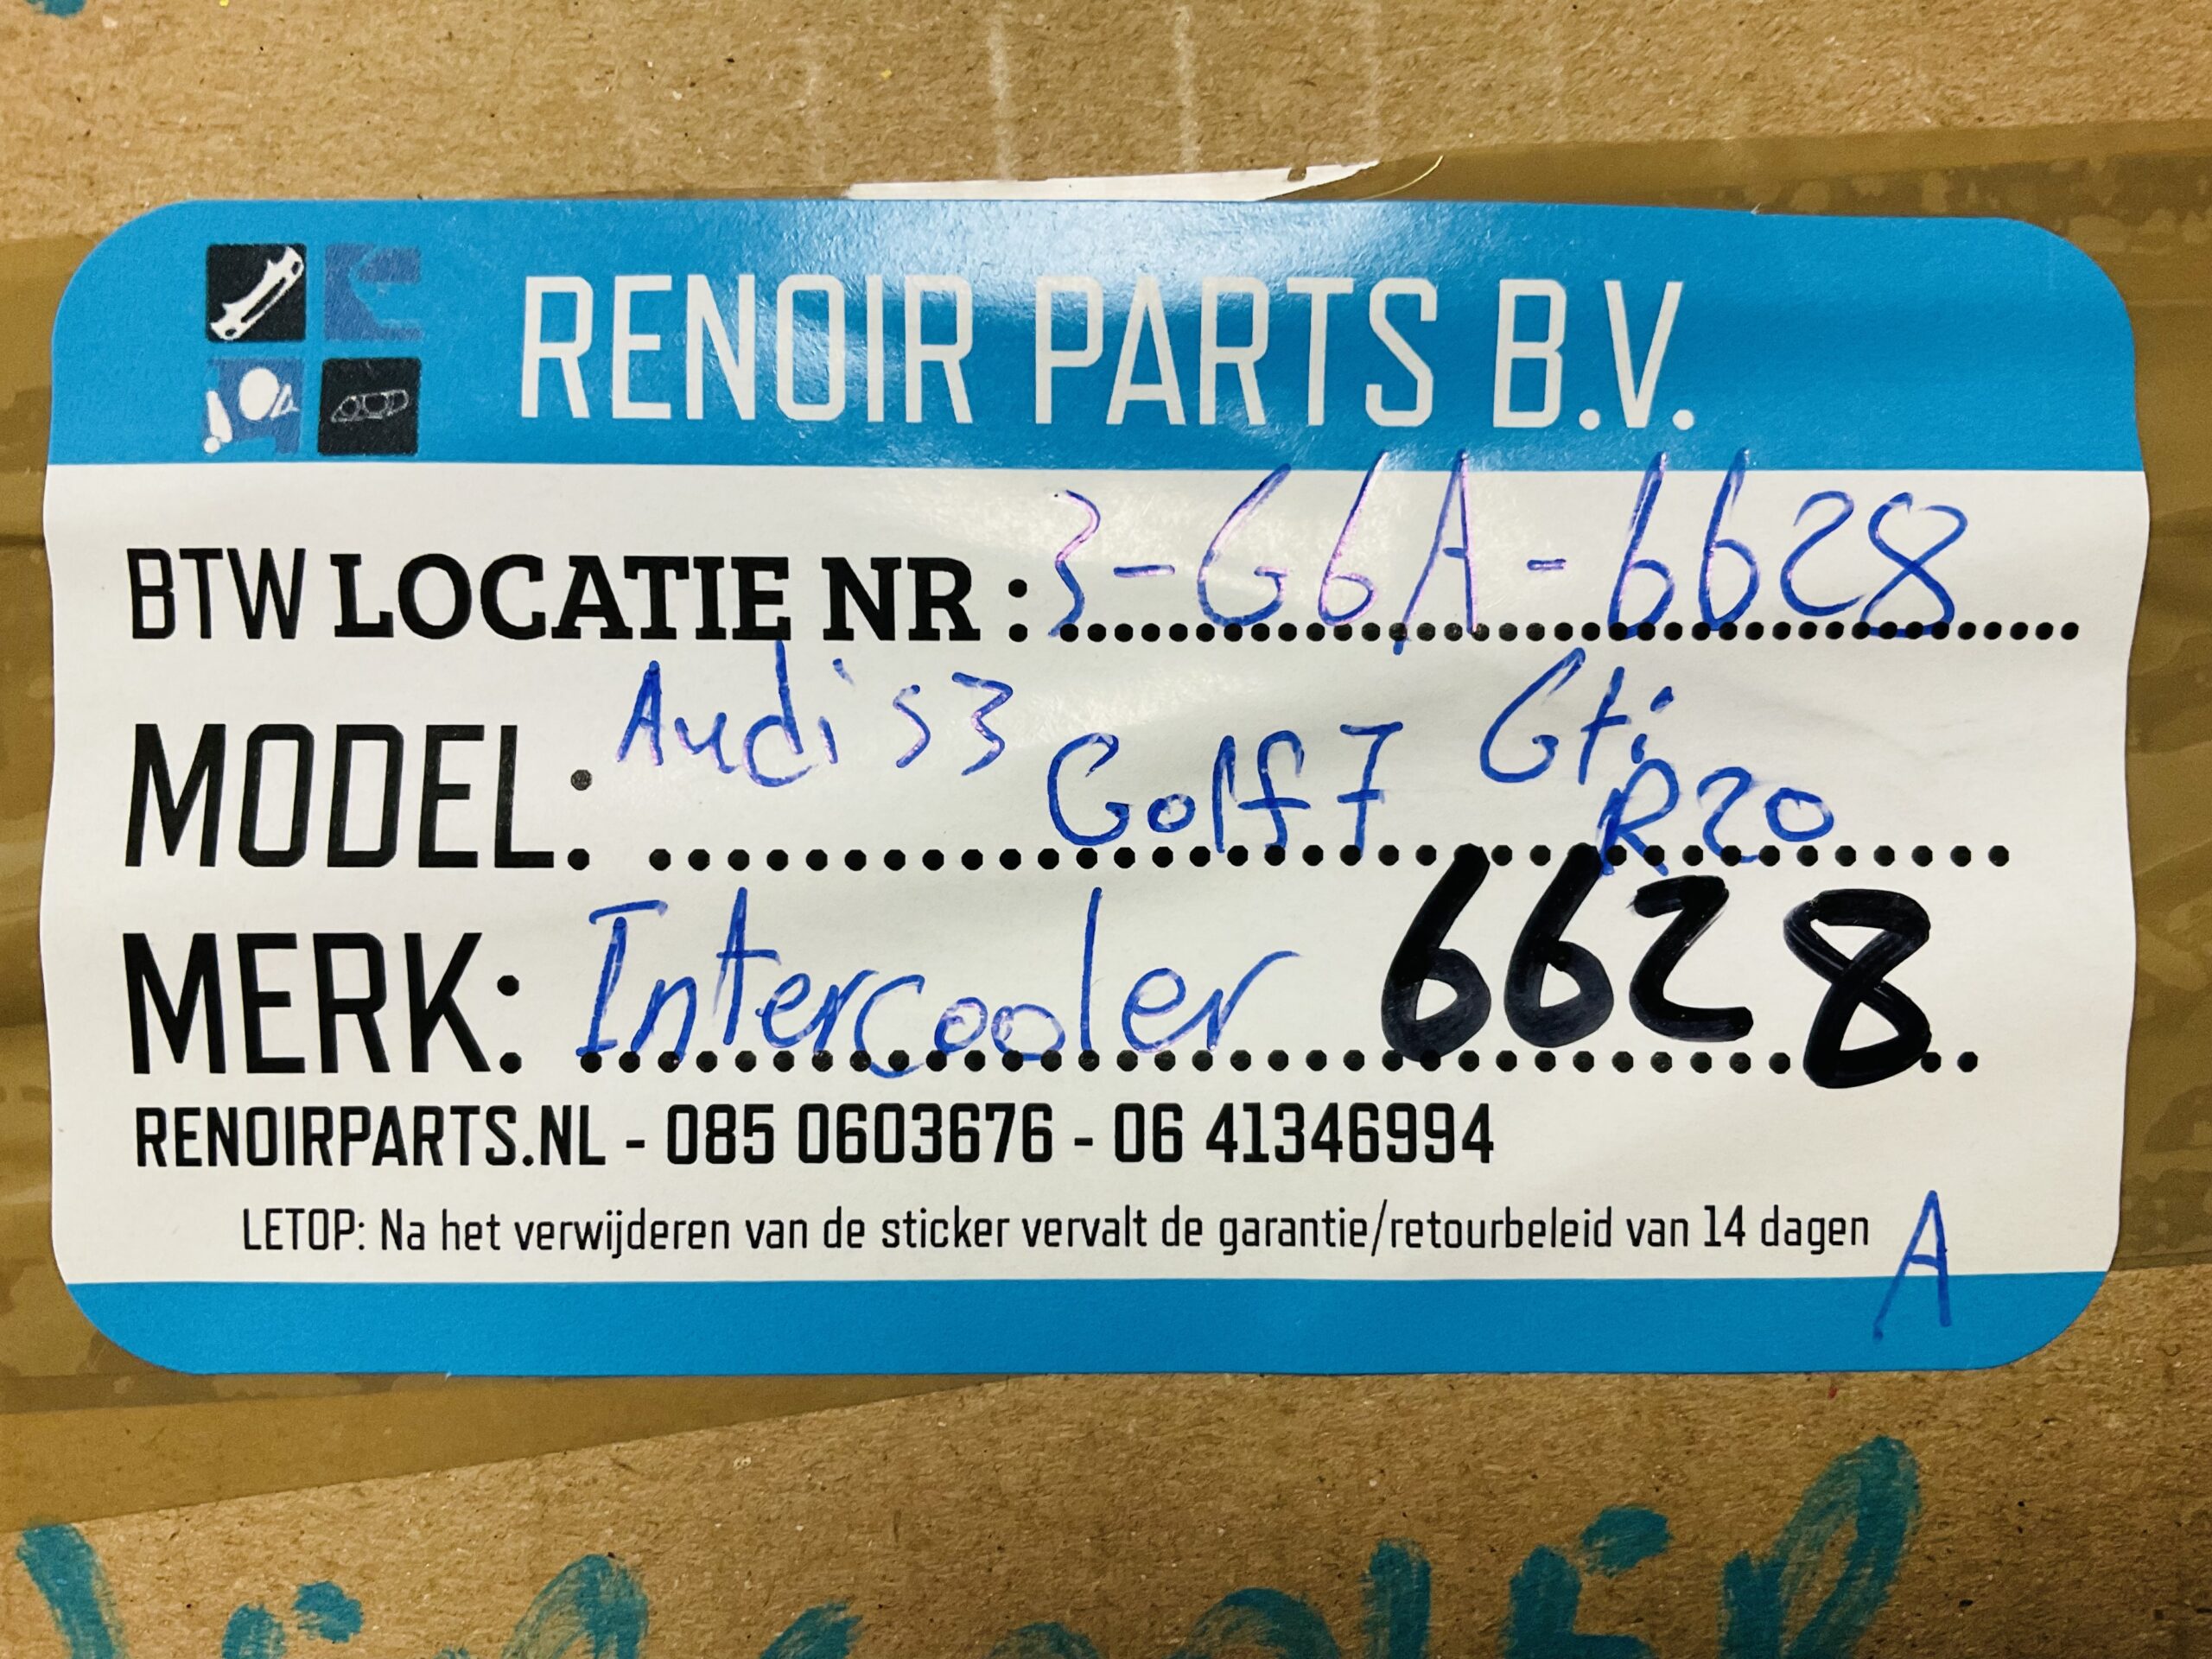 RENOIR PARTS B.V.
BTW LOCATIE NR : 3-G6A-6628
MODEL: Audi S3 Golf 7 Gti R20
MERK: Intercooler 6628
RENOIRPARTS.NL - 085 0603676 - 06 41346994
LETOP: Na het verwijderen van de sticker vervalt de garantie/retourbeleid van 14 dagen
A